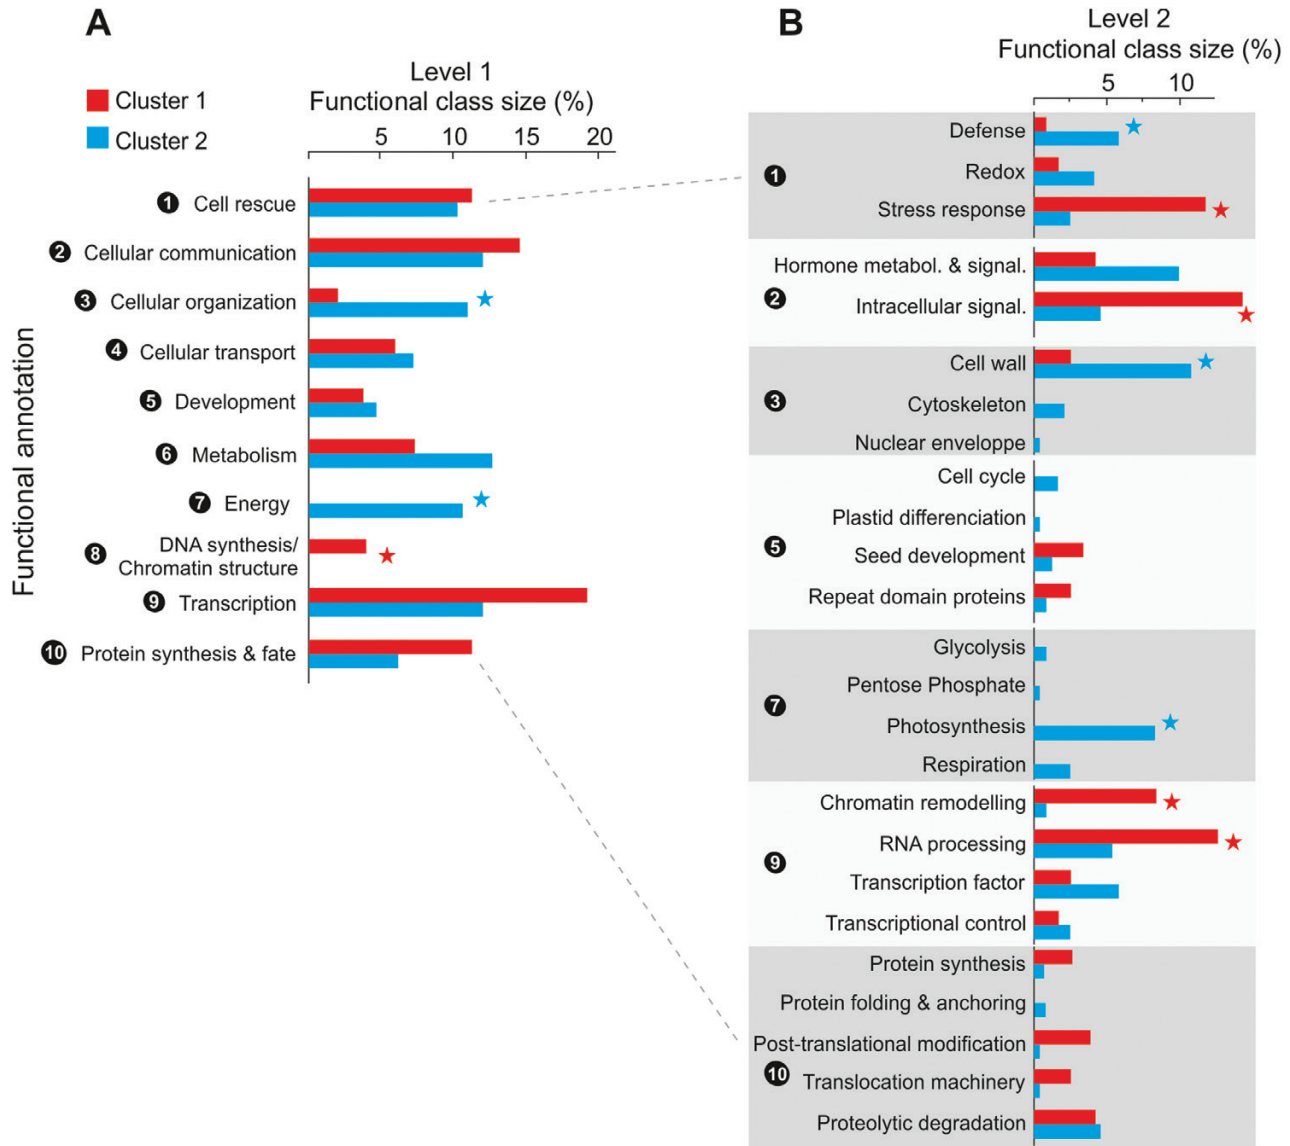 A
Level 1
Functional class size (%)
Cluster 1
Cluster 2
5 10 15 20
Functional annotation
1 Cell rescue
2 Cellular communication
3 Cellular organization
4 Cellular transport
5 Development
6 Metabolism
7 Energy
8 DNA synthesis/
Chromatin structure
9 Transcription
10 Protein synthesis & fate
B
Level 2
Functional class size (%)
5 10
1
Defense
Redox
Stress response
2
Hormone metabol. & signal.
Intracellular signal.
3
Cell wall
Cytoskeleton
Nuclear enveloppe
5
Cell cycle
Plastid differenciation
Seed development
Repeat domain proteins
7
Glycolysis
Pentose Phosphate
Photosynthesis
Respiration
9
Chromatin remodelling
RNA processing
Transcription factor
Transcriptional control
10
Protein synthesis
Protein folding & anchoring
Post-translational modification
Translocation machinery
Proteolytic degradation